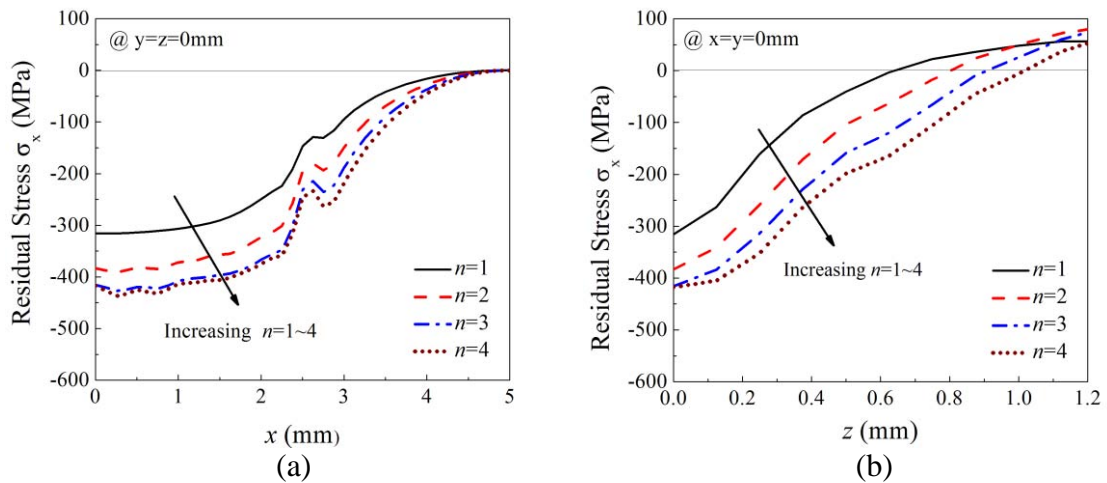 @ y=z=0mm
Residual Stress σx (MPa)
100
0
-100
-200
-300
-400
-500
-600
0
1
2
3
4
5
x (mm)
Increasing n=1~4
n=1
n=2
n=3
n=4
(a)
@ x=y=0mm
Residual Stress σx (MPa)
100
0
-100
-200
-300
-400
-500
-600
0.0
0.2
0.4
0.6
0.8
1.0
1.2
z (mm)
Increasing n=1~4
n=1
n=2
n=3
n=4
(b)